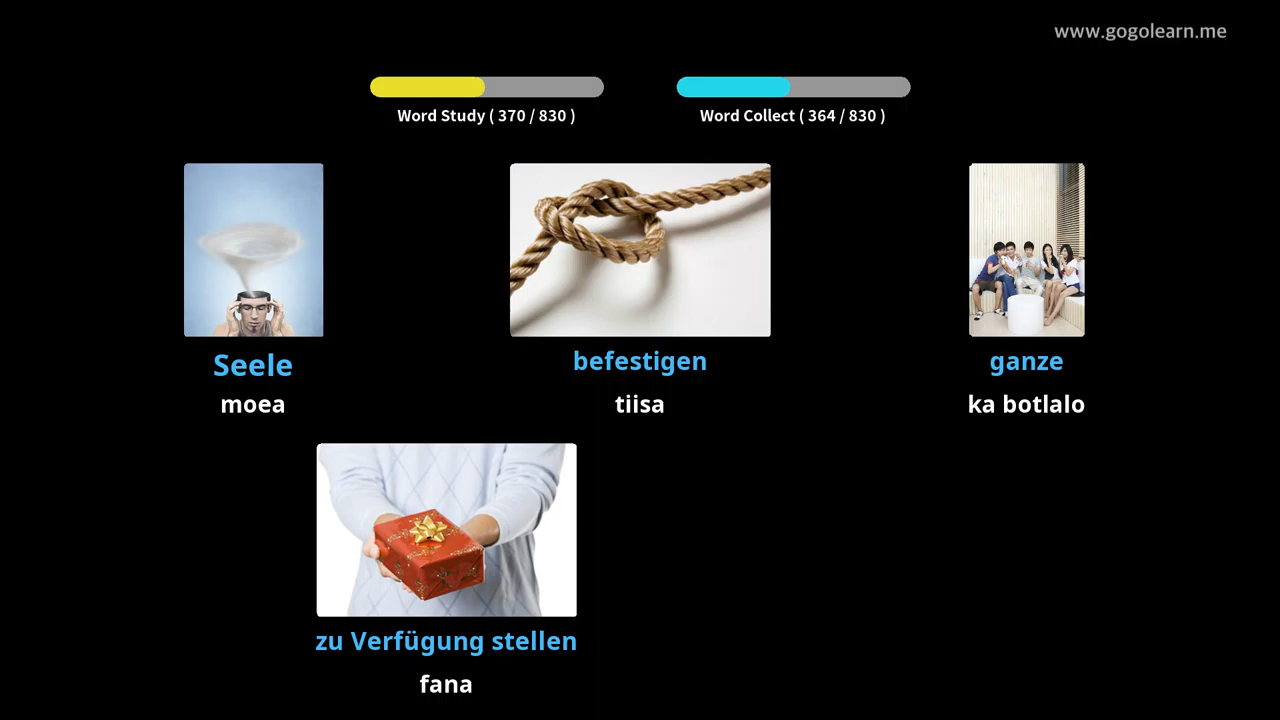 www.gogolearn.me
Word Study ( 370 / 830 )
Word Collect ( 364 / 830 )
Seele
moea
befestigen
tiisa
ganze
ka botlalo
zu Verfügung stellen
fana